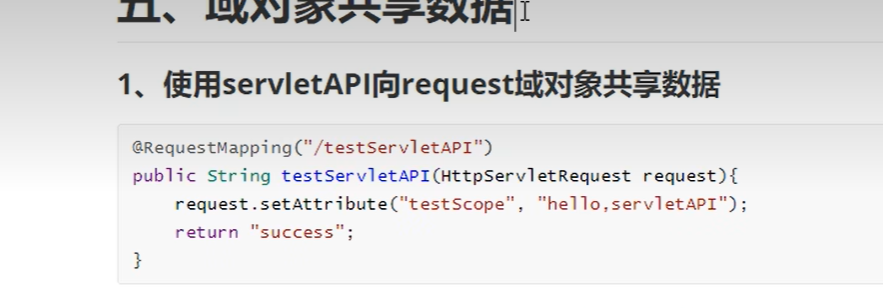 五、域对象共享数据
1、使用servletAPI向request域对象共享数据
@RequestMapping("/testServletAPI")
public String testServletAPI(HttpServletRequest request){
    request.setAttribute("testScope", "hello,servletAPI");
    return "success";
}